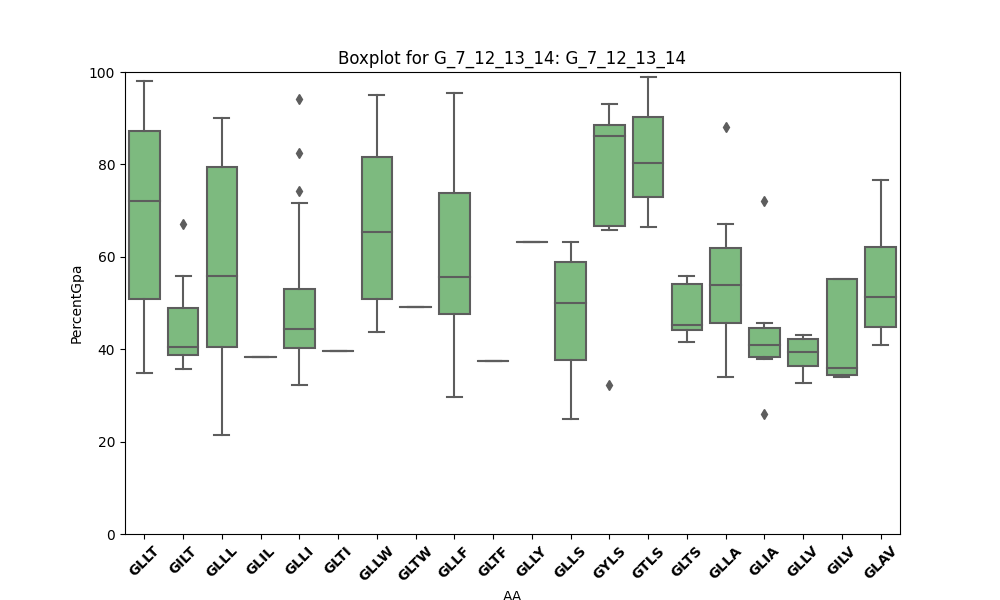 Boxplot for G_7_12_13_14: G_7_12_13_14
100
80
60
40
20
0
PercentGpa
GLLT GILT GLLL GLIL GLLI GLTI GLLW GLTW GLLF GLTF GLLY GLLS GYLS GTLS GLTS GLLA GLIA GLLV GILV GLAV
AA